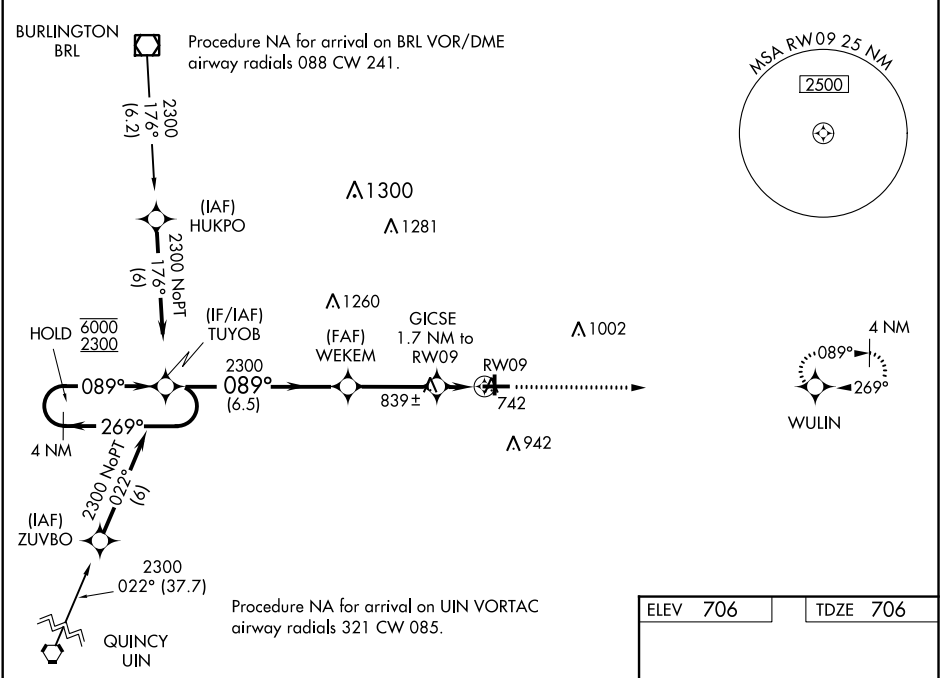 BURLINGTON
BRL
Procedure NA for arrival on BRL VOR/DME
airway radials 088 CW 241.
MSA RW09 25 NM
2500
2300
176°
(6.2)
(IAF)
HUKPO
1300
1281
2300 NoPT
176°
(6)
(IF/IAF)
TUYOB
HOLD
6000
2300
1260
(FAF)
WEKEM
GICSE
1.7 NM to
RW09
1002
4 NM
089°
2300
089°
(6.5)
839±
RW09
742
089°
269°
WULIN
269°
4 NM
942
2300 NoPT
022°
(6)
(IAF)
ZUVBO
2300
022° (37.7)
QUINCY
UIN
Procedure NA for arrival on UIN VORTAC
airway radials 321 CW 085.
ELEV 706
TDZE 706